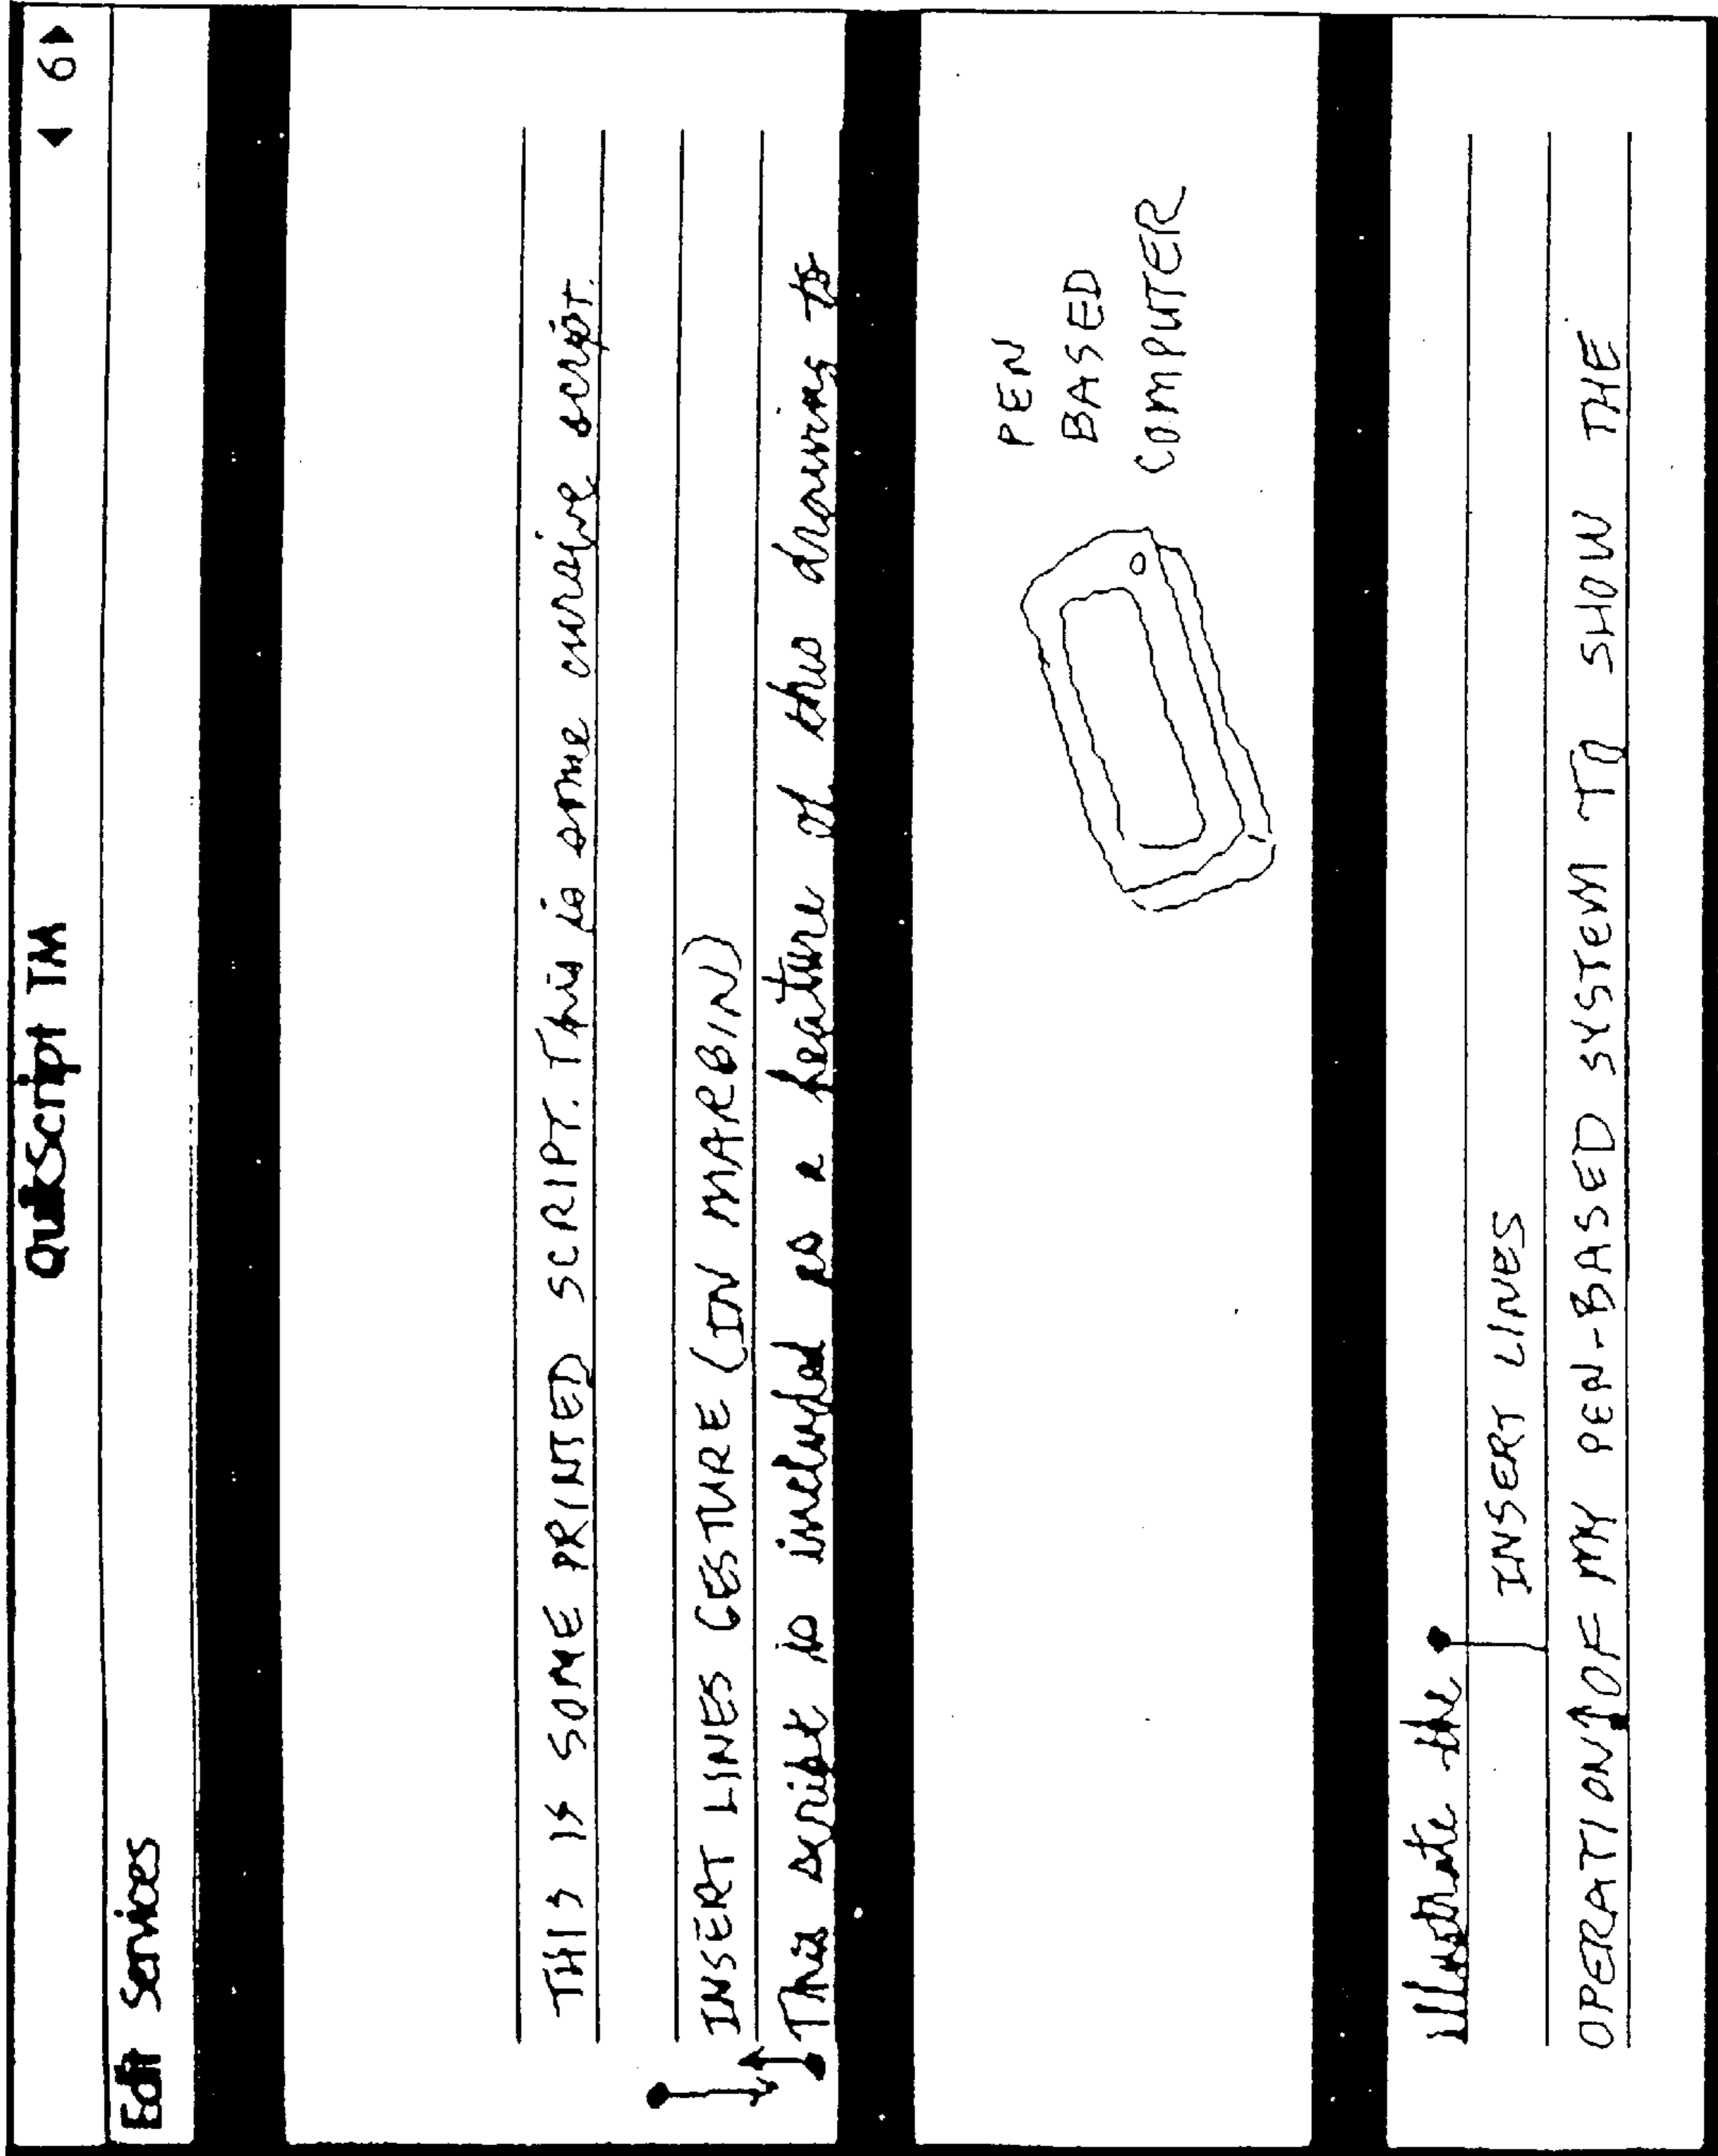 QuikScript TM
◄ 6 ►
Edit Services
THIS IS SOME PRINTED SCRIPT. This is some cursive script.
INSERT LINES GESTURE (IN MARGIN)
This script is included as a feature of this drawing to
PEN
BASED
COMPUTER
illustrate the
INSERT LINES
OPERATION OF MY PEN-BASED SYSTEM TO SHOW THE